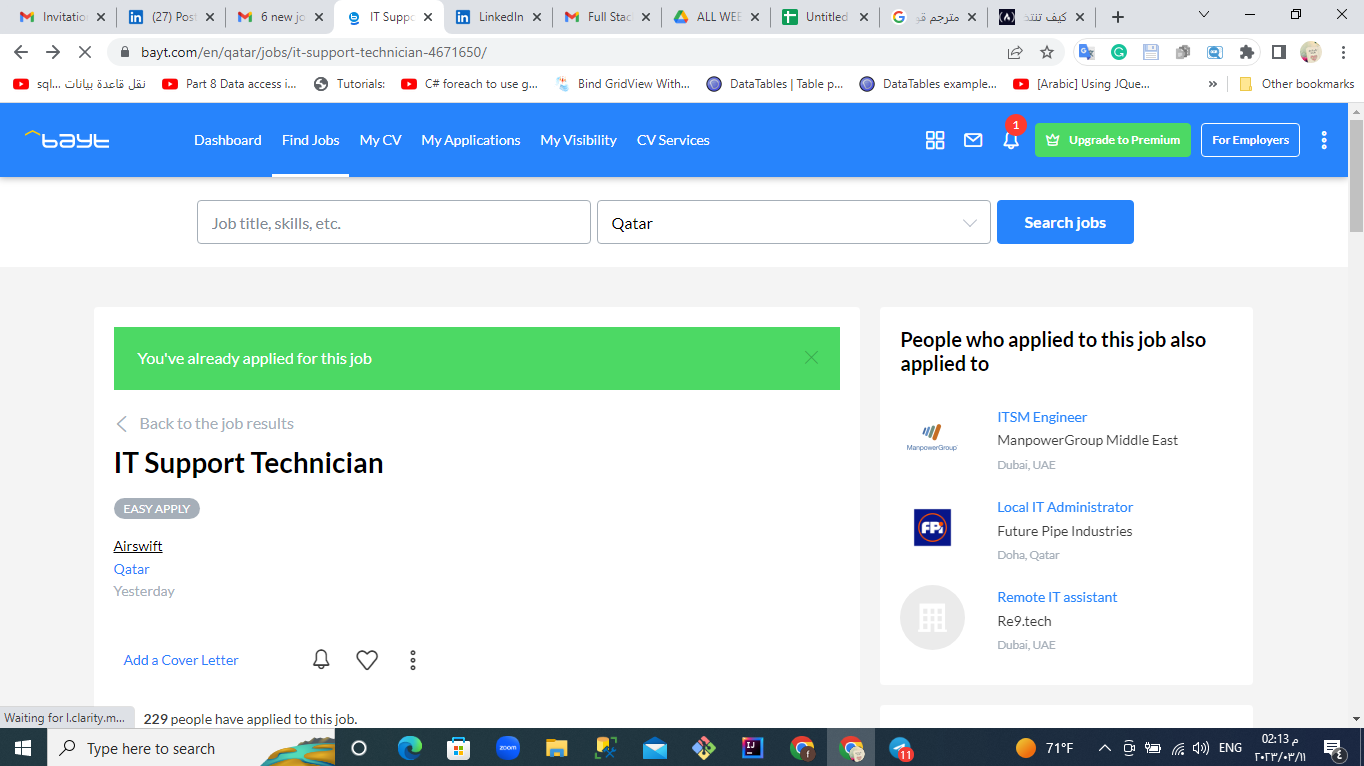 Invitatio
(27) Post
6 new jo
IT Suppo
LinkedIn
Full Stac
ALL WEB
Untitled
مترجم قو
كيف تنتد
bayt.com/en/qatar/jobs/it-support-technician-4671650/
نقل قاعدة بيانات ...sql
Part 8 Data access i...
Tutorials:
C# foreach to use g...
Bind GridView With...
DataTables | Table p...
DataTables example...
[Arabic] Using JQue...
»
Other bookmarks
bayt
Dashboard
Find Jobs
My CV
My Applications
My Visibility
CV Services
1
Upgrade to Premium
For Employers
Job title, skills, etc.
Qatar
Search jobs
You've already applied for this job
Back to the job results
IT Support Technician
EASY APPLY
Airswift
Qatar
Yesterday
Add a Cover Letter
229 people have applied to this job.
People who applied to this job also
applied to
ManpowerGroup
ITSM Engineer
ManpowerGroup Middle East
Dubai, UAE
FPi
Local IT Administrator
Future Pipe Industries
Doha, Qatar
Remote IT assistant
Re9.tech
Dubai, UAE
Waiting for l.clarity.m...
Type here to search
zoom
IJ
f
11
71°F
ENG
02:13 م
٢٠٢٣/٠٣/١١
٤